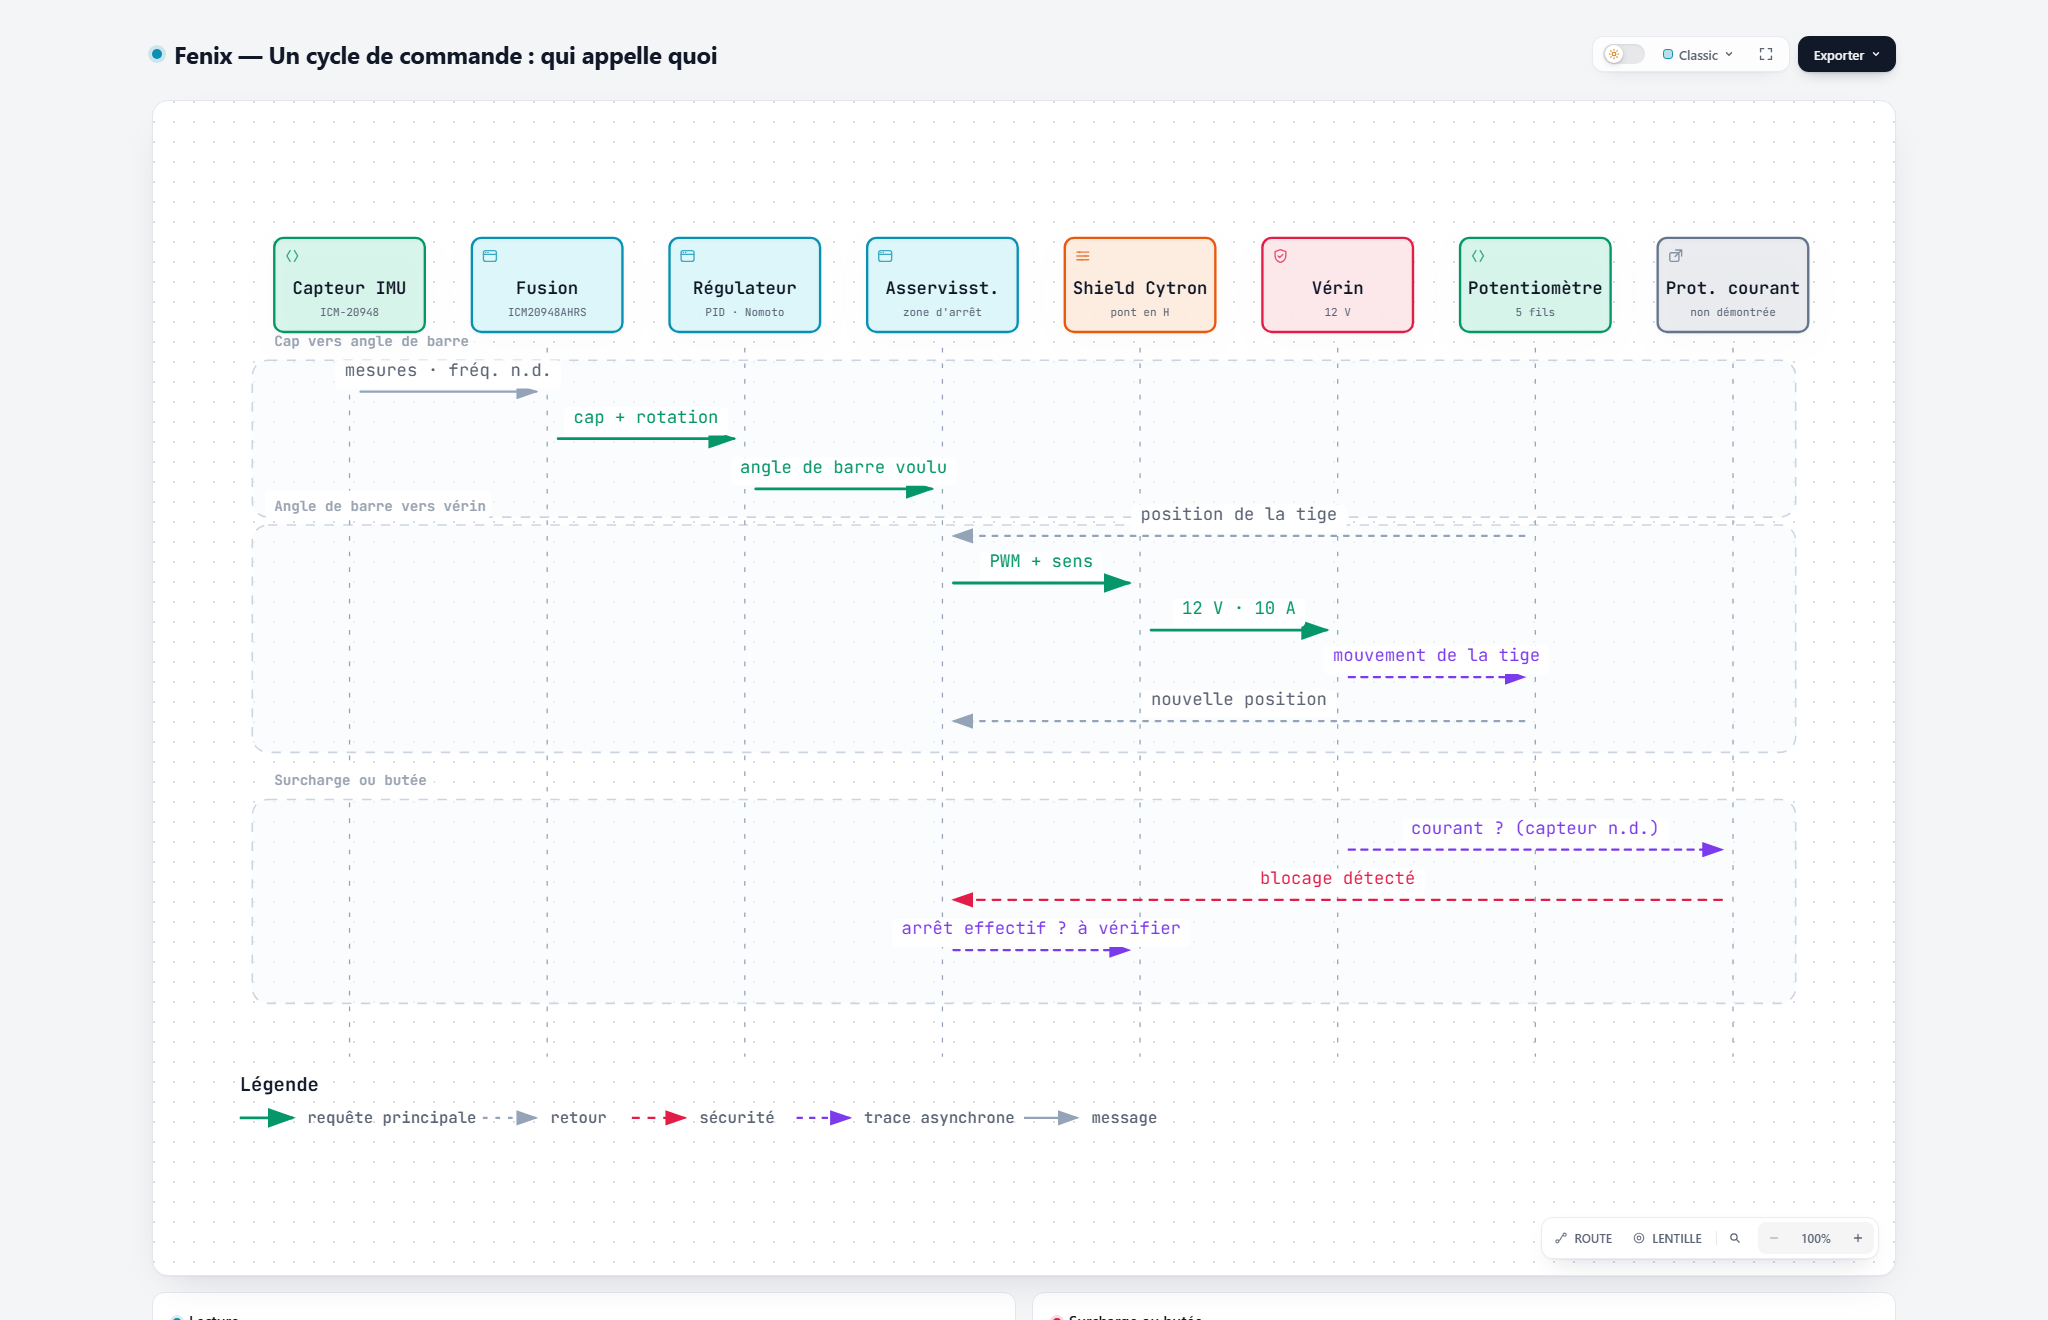 Fenix — Un cycle de commande : qui appelle quoi
Classic
Exporter
Capteur IMU
ICM-20948
Fusion
ICM20948AHRS
Régulateur
PID · Nomoto
Asservisst.
zone d'arrêt
Shield Cytron
pont en H
Vérin
12 V
Potentiomètre
5 fils
Prot. courant
non démontrée
Cap vers angle de barre
mesures · fréq. n.d.
cap + rotation
angle de barre voulu
Angle de barre vers vérin
position de la tige
PWM + sens
12 V · 10 A
mouvement de la tige
nouvelle position
Surcharge ou butée
courant ? (capteur n.d.)
blocage détecté
arrêt effectif ? à vérifier
Légende
requête principale
retour
sécurité
trace asynchrone
message
ROUTE
LENTILLE
100%
Lecture
Surcharge ou butée